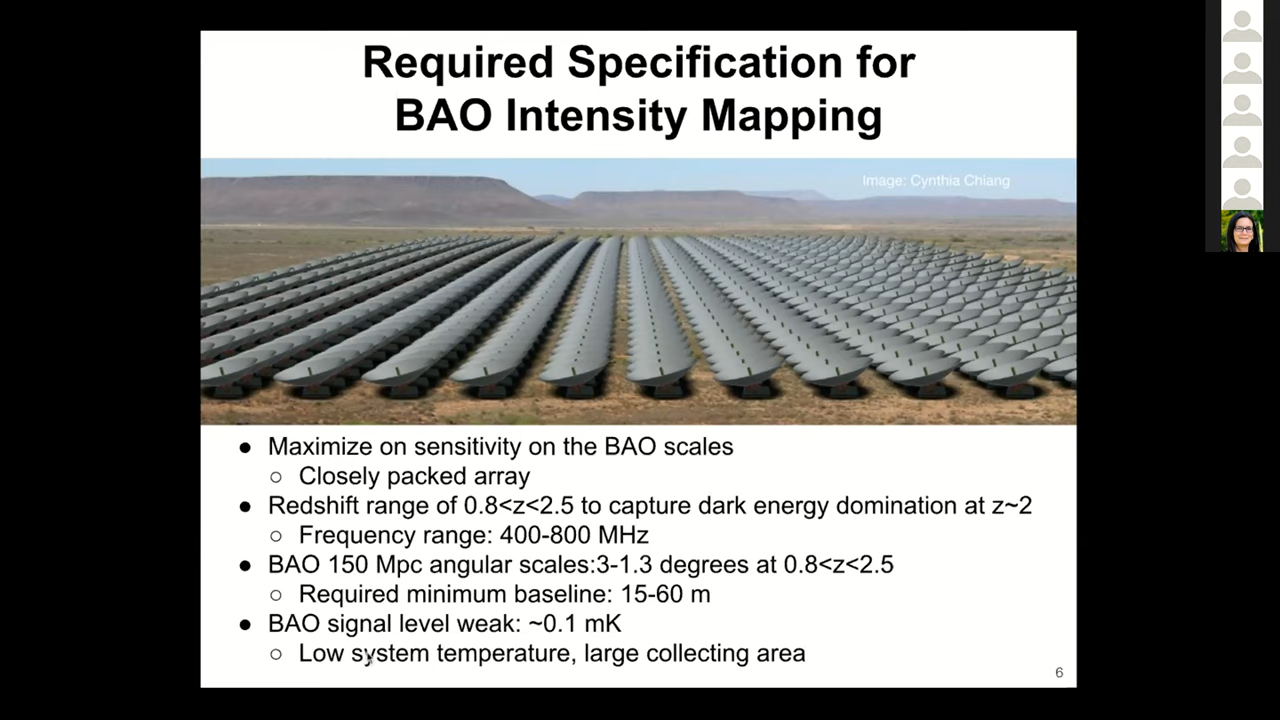 Required Specification for
BAO Intensity Mapping
Image: Cynthia Chiang
● Maximize on sensitivity on the BAO scales
○ Closely packed array
● Redshift range of 0.8<z<2.5 to capture dark energy domination at z~2
○ Frequency range: 400-800 MHz
● BAO 150 Mpc angular scales:3-1.3 degrees at 0.8<z<2.5
○ Required minimum baseline: 15-60 m
● BAO signal level weak: ~0.1 mK
○ Low system temperature, large collecting area
6